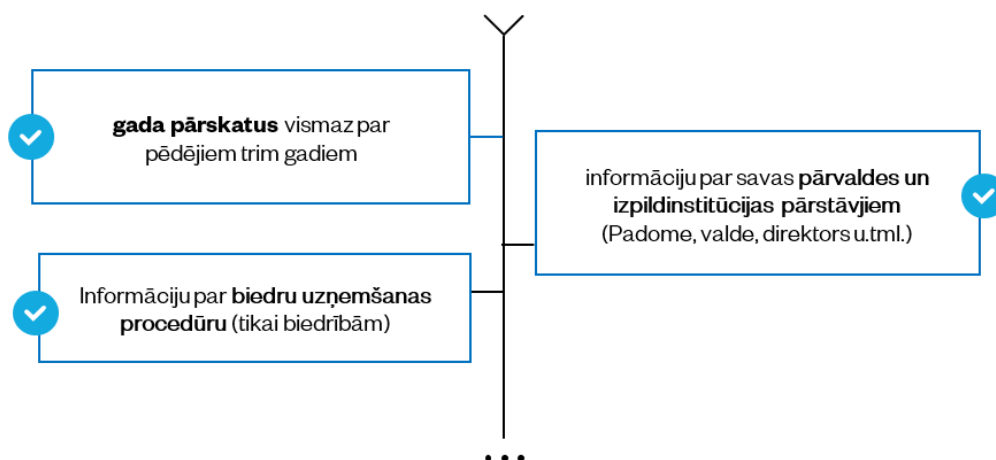 gada pārskatus vismaz par
pēdējiem trim gadiem
informāciju par savas pārvaldes un
izpildinstitūcijas pārstāvjiem
(Padome, valde, direktors u.tml.)
Informāciju par biedru uzņemšanas
procedūru (tikai biedrībām)
...